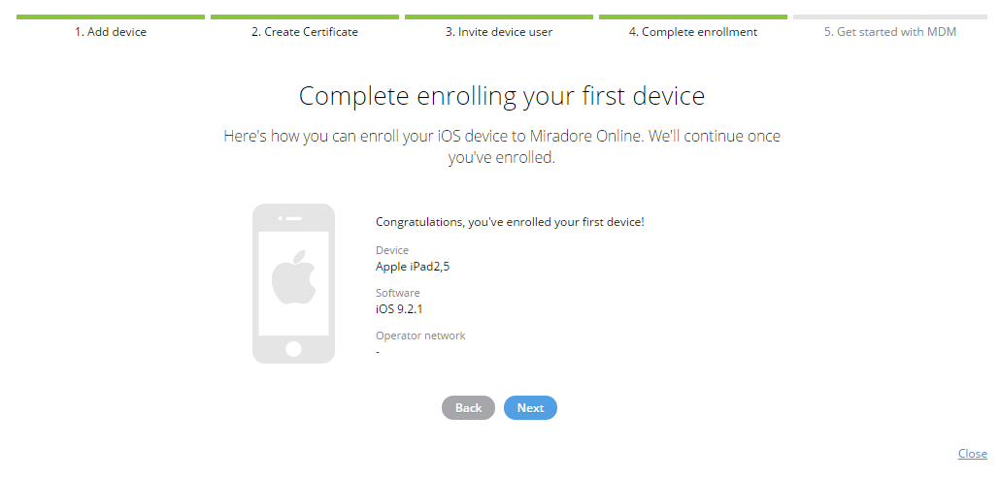 1. Add device
2. Create Certificate
3. Invite device user
4. Complete enrollment
5. Get started with MDM
Complete enrolling your first device
Here's how you can enroll your iOS device to Miradore Online. We'll continue once
you've enrolled.
Congratulations, you've enrolled your first device!
Device
Apple iPad2,5
Software
iOS 9.2.1
Operator network
-
Back
Next
Close